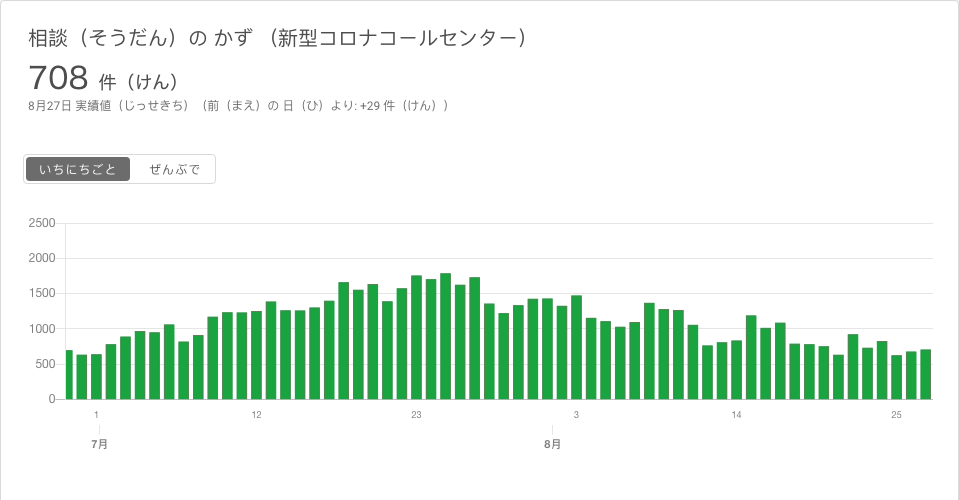 相談（そうだん）の かず （新型コロナコールセンター）
708 件（けん）
8月27日 実績値（じっせきち）（前（まえ）の 日（ひ）より: +29 件（けん））
いちにちごと ぜんぶで
2500
2000
1500
1000
500
0
1 12 23 3 14 25
7月 8月